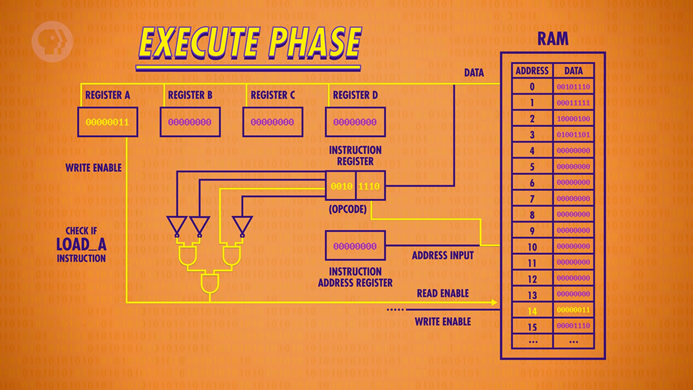 PBS
EXECUTE PHASE
RAM
DATA
REGISTER A
REGISTER B
REGISTER C
REGISTER D
00000011
00000000
00000000
00000000
WRITE ENABLE
INSTRUCTION
REGISTER
0010 1110
(OPCODE)
CHECK IF
LOAD_A
INSTRUCTION
00000000
ADDRESS INPUT
INSTRUCTION
ADDRESS REGISTER
READ ENABLE
WRITE ENABLE
ADDRESS DATA
0 00101110
1 00011111
2 10000100
3 01001101
4 00000000
5 00000000
6 00000000
7 00000000
8 00000000
9 00000000
10 00000000
11 00000000
12 00000000
13 00000000
14 00000011
15 00001110
... ...